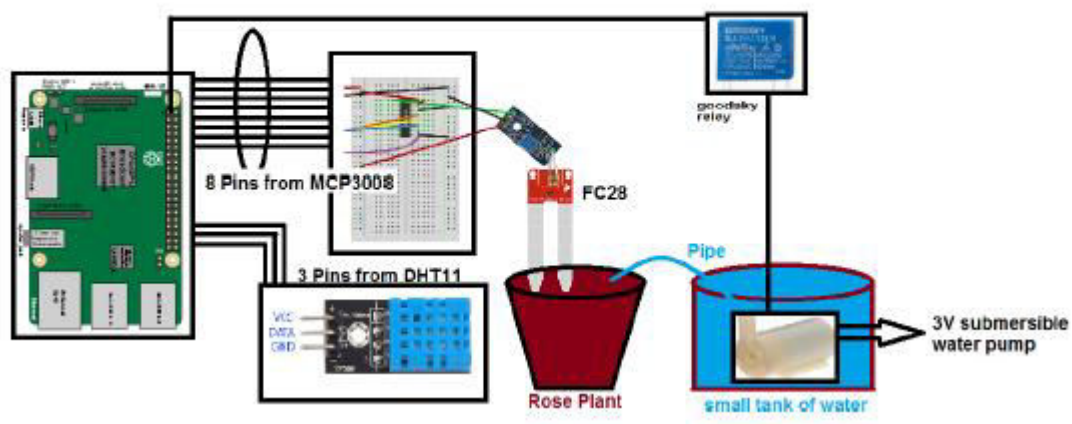 goodsky
relay
8 Pins from MCP3008
FC28
3 Pins from DHT11
VCC
DATA
GND
Pipe
3V submersible
water pump
Rose Plant
small tank of water